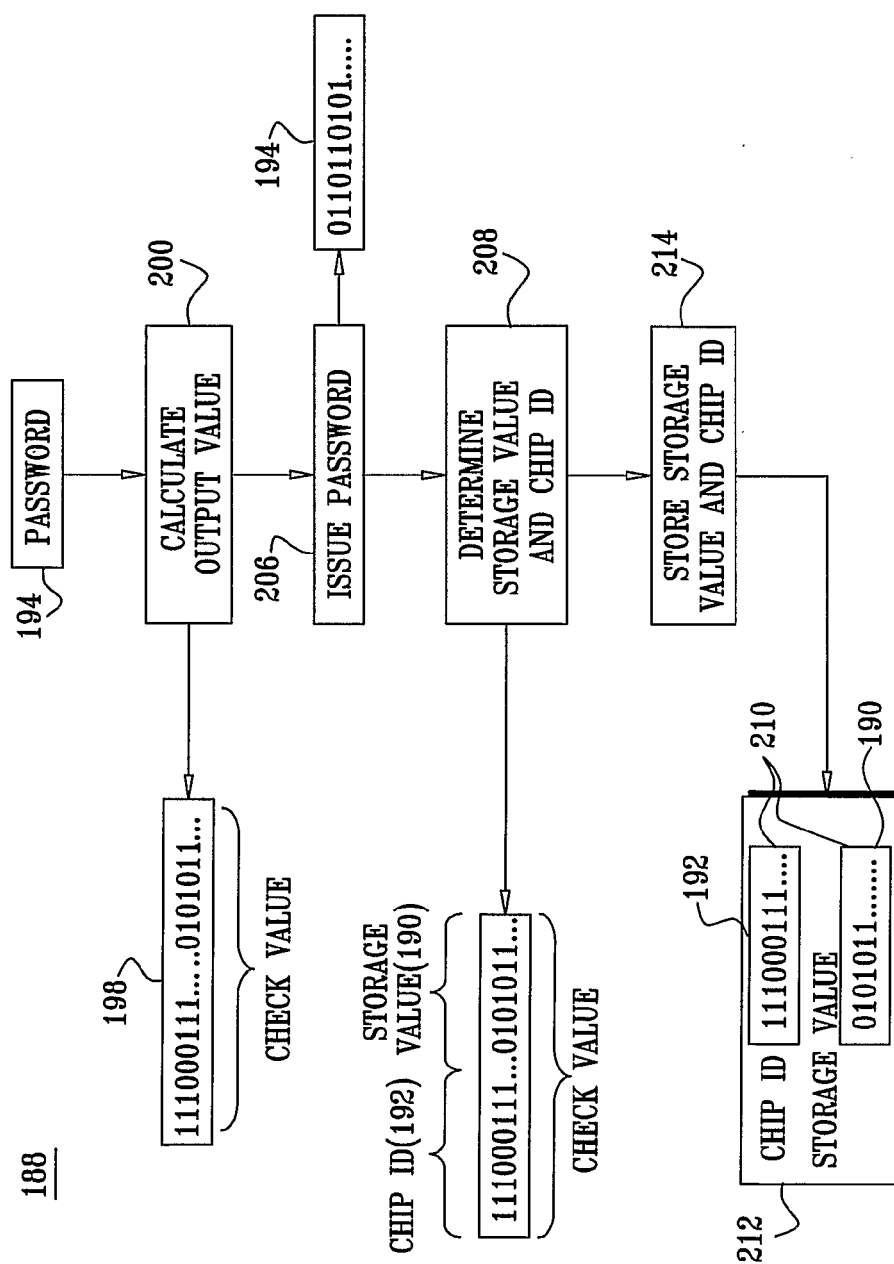 188
194
PASSWORD
200
CALCULATE
OUTPUT VALUE
198
111000111.....0101011...
CHECK VALUE
206
ISSUE PASSWORD
194
0110110101.....
208
DETERMINE
STORAGE VALUE
AND CHIP ID
CHIP ID(192)
STORAGE
VALUE(190)
111000111...0101011...
CHECK VALUE
214
STORE STORAGE
VALUE AND CHIP ID
212
192
210
CHIP ID
111000111....
STORAGE VALUE
0101011.......
190